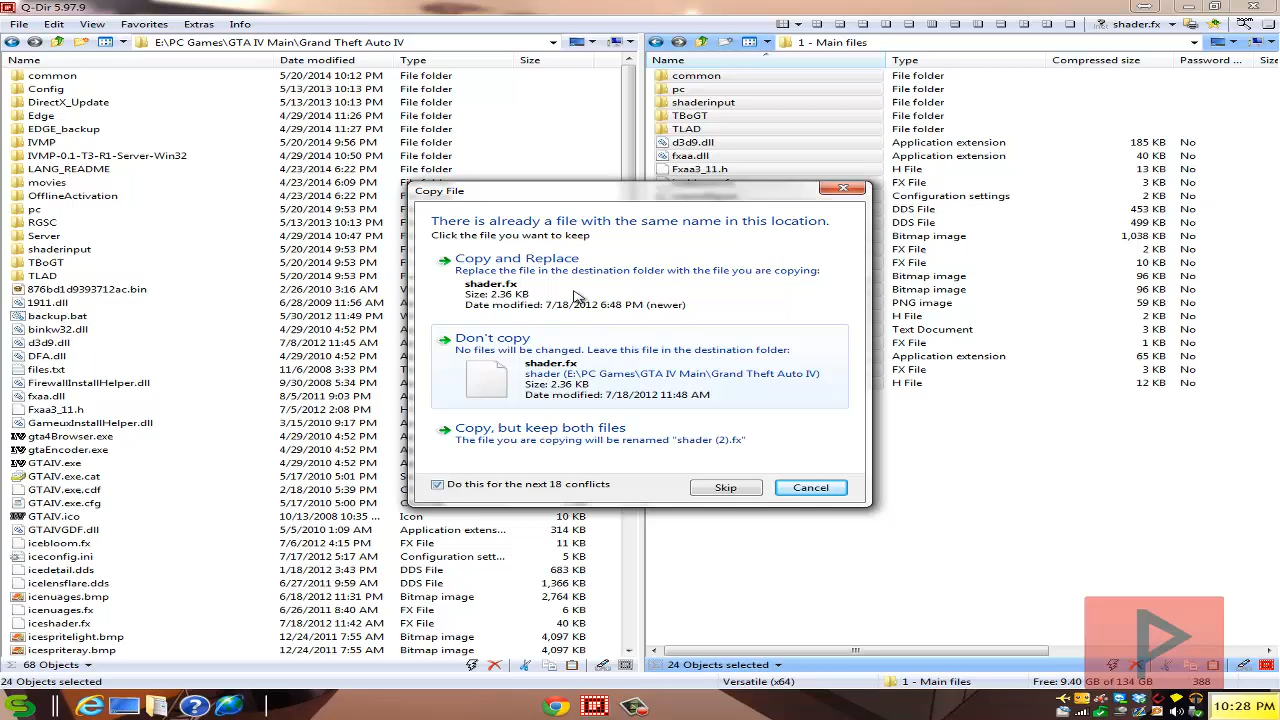 Q-Dir 5.97.9
File Edit View Favorites Extras Info
shader.fx
E:\PC Games\GTA IV Main\Grand Theft Auto IV
Name Date modified Type Size
common 5/20/2014 10:12 PM File folder
Config 5/13/2013 10:13 PM File folder
DirectX_Update 5/13/2013 10:13 PM File folder
Edge 4/29/2014 11:26 PM File folder
EDGE_backup 4/29/2014 11:27 PM File folder
IVMP 5/20/2014 9:56 PM File folder
IVMP-0.1-T3-R1-Server-Win32 4/29/2014 10:50 PM File folder
LANG_README 4/23/2014 6:22 PM File folder
movies 4/23/2014 6:09 PM
OfflineActivation 4/23/2014 6:22 PM
pc 5/20/2014 9:53 PM
RGSC 5/13/2013 10:13 PM
Server 4/29/2014 10:52 PM
shaderinput 5/20/2014 9:53 PM
TBoGT 5/20/2014 9:53 PM
TLAD 5/20/2014 9:53 PM
876bd1d9393712ac.bin 4/29/2010 4:52 PM
1911.dll 6/28/2009 11:56 AM
backup.bat 5/30/2012 11:49 PM
binkw32.dll 4/29/2010 4:52 PM
d3d9.dll 7/8/2012 11:45 AM
DFA.dll 4/29/2010 4:52 PM
files.txt 11/6/2008 3:33 PM
FirewallInstallHelper.dll 9/30/2008 5:34 PM
fxaa.dll 8/5/2011 9:03 PM
Fxaa3_11.h 7/5/2012 2:08 PM
GameuxInstallHelper.dll 4/29/2010 4:52 PM
gta4Browser.exe 4/29/2010 4:52 PM
gtaEncoder.exe 4/29/2010 4:52 PM
GTAIV.exe 4/29/2010 4:52 PM
GTAIV.exe.cat 5/17/2010 5:01 PM
GTAIV.exe.cdf 2/18/2010 5:39 PM
GTAIV.exe.cfg 5/17/2010 5:00 PM
GTAIV.ico 10/13/2008 10:35 ... Icon 10 KB
GTAIVGDF.dll 5/5/2010 1:09 AM Application extens... 314 KB
icebloom.fx 7/6/2012 4:15 PM FX File 11 KB
iceconfig.ini 7/17/2012 5:17 AM Configuration sett... 5 KB
icedetail.dds 1/18/2012 3:43 PM DDS File 683 KB
icelensflare.dds 6/27/2011 9:59 AM DDS File 1,366 KB
icenuages.bmp 6/18/2012 11:31 PM Bitmap image 2,764 KB
icenuages.fx 6/26/2011 8:40 AM FX File 6 KB
iceshader.fx 7/18/2012 11:42 AM FX File 40 KB
icespritelight.bmp 12/24/2011 7:55 AM Bitmap image 4,097 KB
icespriteray.bmp 12/24/2011 7:55 AM Bitmap image 4,097 KB
68 Objects
24 Objects selected
1 - Main files
Name Type Compressed size Password ... Size
common File folder
pc File folder
shaderinput File folder
TBoGT File folder
TLAD File folder
d3d9.dll Application extension 185 KB No
fxaa.dll Application extension 40 KB No
Fxaa3_11.h H File 11 KB No
FX File 3 KB No
Configuration settings 2 KB No
DDS File 453 KB No
DDS File 499 KB No
Bitmap image 1,038 KB No
FX File 2 KB No
FX File 10 KB No
Bitmap image 96 KB No
Bitmap image 96 KB No
PNG image 59 KB No
H File 1 KB No
Text Document 3 KB No
FX File 1 KB No
Application extension 65 KB No
FX File 3 KB No
H File 12 KB No
24 Objects selected
Versatile (x64) 1 - Main files Free: 9.40 GB of 134 GB 388
Copy File
There is already a file with the same name in this location.
Click the file you want to keep
Copy and Replace
Replace the file in the destination folder with the file you are copying:
shader.fx
Size: 2.36 KB
Date modified: 7/18/2012 6:48 PM (newer)
Don't copy
No files will be changed. Leave this file in the destination folder:
shader.fx
shader (E:\PC Games\GTA IV Main\Grand Theft Auto IV)
Size: 2.36 KB
Date modified: 7/18/2012 11:48 AM
Copy, but keep both files
The file you are copying will be renamed "shader (2).fx"
Do this for the next 18 conflicts
Skip Cancel
10:28 PM